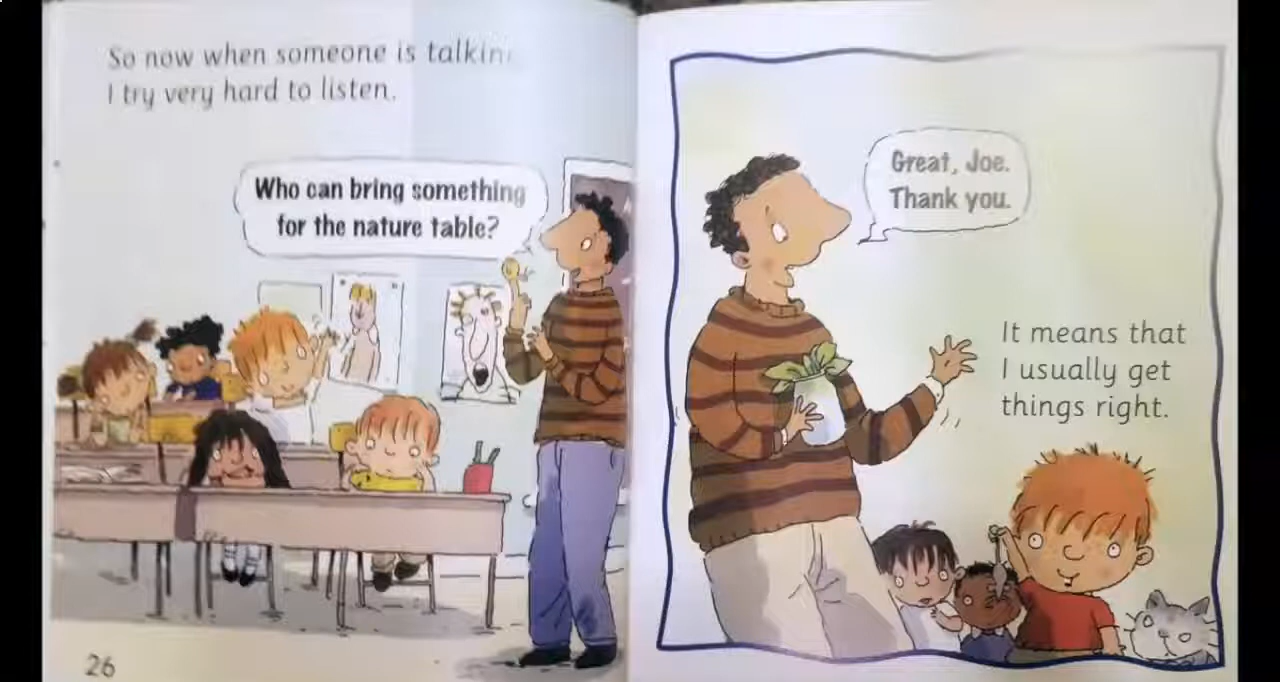 So now when someone is talkin
I try very hard to listen.
Who can bring something
for the nature table?
26
Great, Joe.
Thank you.
It means that
I usually get
things right.